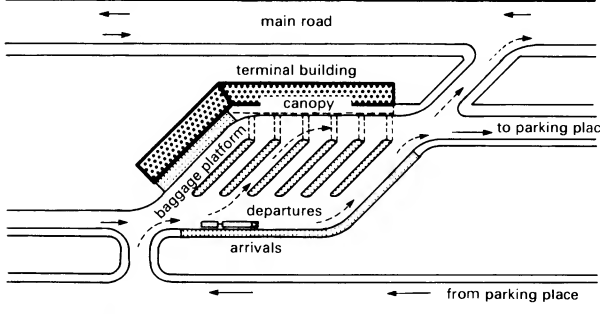 main road
terminal building
canopy
baggage platform
to parking plac
departures
arrivals
from parking place